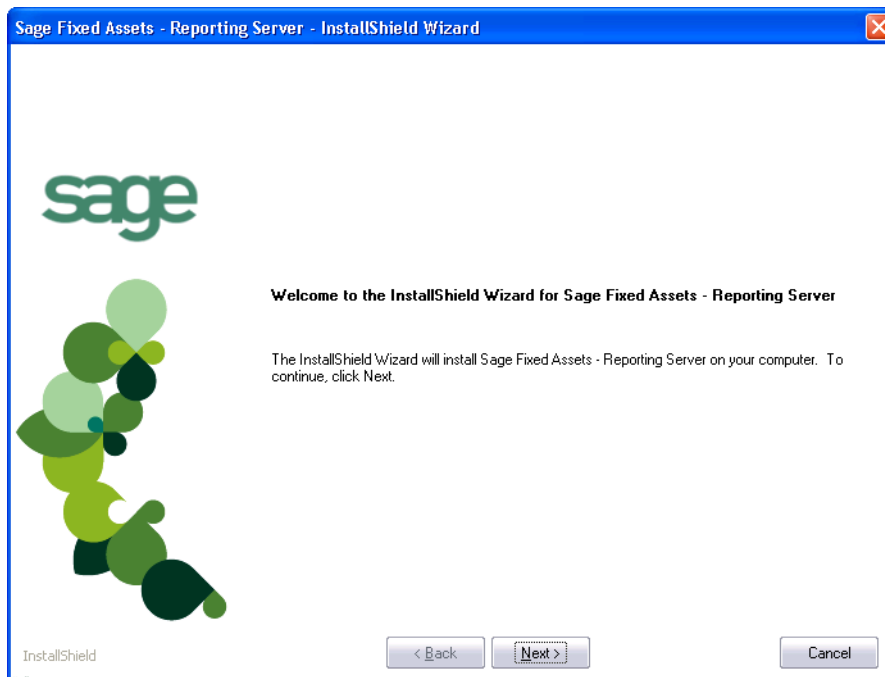 Sage Fixed Assets - Reporting Server - InstallShield Wizard
sage
Welcome to the InstallShield Wizard for Sage Fixed Assets - Reporting Server
The InstallShield Wizard will install Sage Fixed Assets - Reporting Server on your computer. To
continue, click Next.
InstallShield
< Back
Next >
Cancel